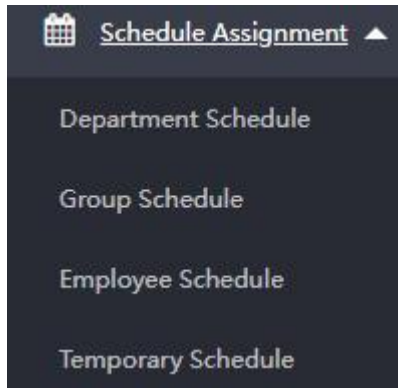 Schedule Assignment
Department Schedule
Group Schedule
Employee Schedule
Temporary Schedule